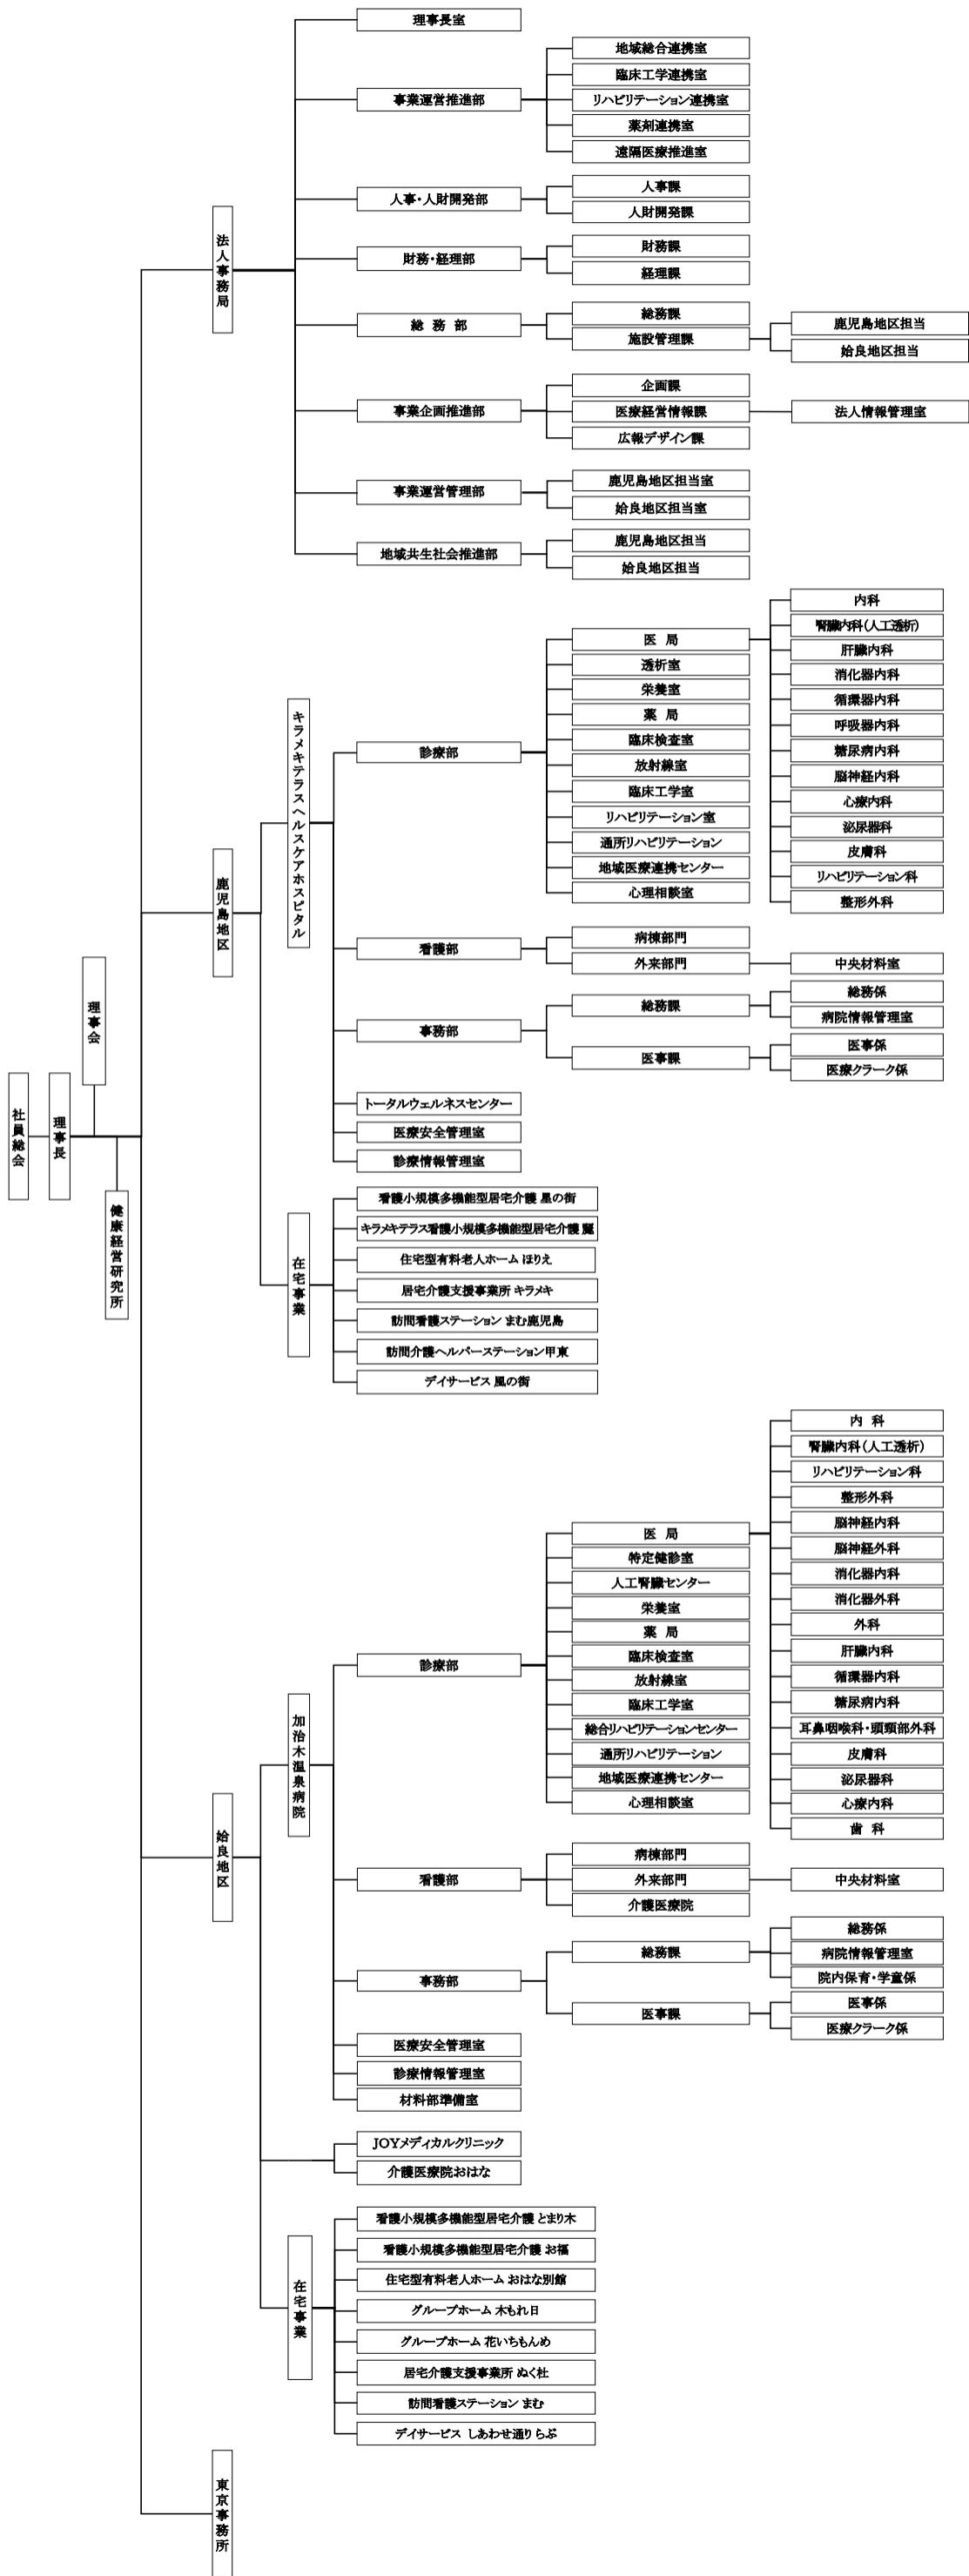 社員総会
理事長
理事会
健康経営研究所
法人事務局
理事長室
事業運営推進部
地域総合連携室
臨床工学連携室
リハビリテーション連携室
薬剤連携室
遠隔医療推進室
人事・人財開発部
人事課
人財開発課
財務・経理部
財務課
経理課
総 務 部
総務課
施設管理課
鹿児島地区担当
姶良地区担当
事業企画推進部
企画課
医療経営情報課
法人情報管理室
広報デザイン課
事業運営管理部
鹿児島地区担当室
姶良地区担当室
地域共生社会推進部
鹿児島地区担当
姶良地区担当
鹿児島地区
キラメキテラスヘルスケアホスピタル
診療部
医 局
内科
腎臓内科(人工透析)
肝臓内科
消化器内科
循環器内科
呼吸器内科
糖尿病内科
脳神経内科
心療内科
泌尿器科
皮膚科
リハビリテーション科
整形外科
透析室
栄養室
薬 局
臨床検査室
放射線室
臨床工学室
リハビリテーション室
通所リハビリテーション
地域医療連携センター
心理相談室
看護部
病棟部門
外来部門
中央材料室
事務部
総務課
総務係
病院情報管理室
医事課
医事係
医療クラーク係
トータルウェルネスセンター
医療安全管理室
診療情報管理室
在宅事業
看護小規模多機能型居宅介護 星の街
キラメキテラス看護小規模多機能型居宅介護
住宅型有料老人ホーム ほりえ
居宅介護支援事業所 キラメキ
訪問看護ステーション まむ鹿児島
訪問介護ヘルパーステーション甲東
デイサービス 風の街
姶良地区
加治木温泉病院
診療部
医 局
内 科
腎臓内科(人工透析)
リハビリテーション科
整形外科
脳神経内科
脳神経外科
消化器内科
消化器外科
外科
肝臓内科
循環器内科
糖尿病内科
耳鼻咽喉科・頭頸部外科
皮膚科
泌尿器科
心療内科
歯 科
特定健診室
人工腎臓センター
栄養室
薬 局
臨床検査室
放射線室
臨床工学室
総合リハビリテーションセンター
通所リハビリテーション
地域医療連携センター
心理相談室
看護部
病棟部門
外来部門
中央材料室
介護医療院
事務部
総務課
総務係
病院情報管理室
院内保育・学童係
医事課
医事係
医療クラーク係
医療安全管理室
診療情報管理室
材料部準備室
JOYメディカルクリニック
介護医療院おはな
在宅事業
看護小規模多機能型居宅介護 とまり木
看護小規模多機能型居宅介護 お福
住宅型有料老人ホーム おはな別館
グループホーム 木もれ日
グループホーム 花いちもんめ
居宅介護支援事業所 ぬく杜
訪問看護ステーション まむ
デイサービス しあわせ通り らぶ
東京事務所